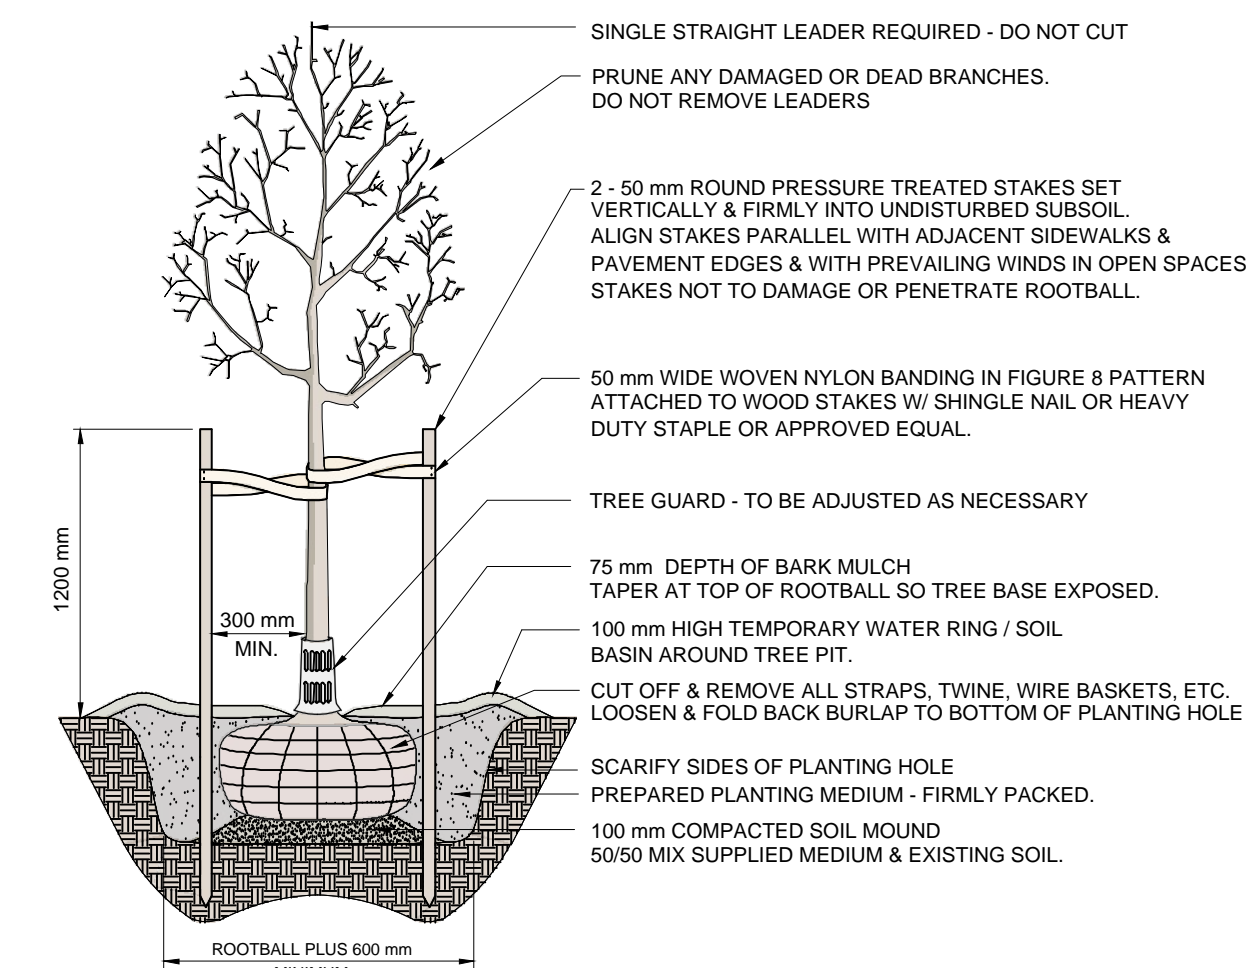 SINGLE STRAIGHT LEADER REQUIRED - DO NOT CUT
PRUNE ANY DAMAGED OR DEAD BRANCHES.
DO NOT REMOVE LEADERS
2 - 50 mm ROUND PRESSURE TREATED STAKES SET
VERTICALLY & FIRMLY INTO UNDISTURBED SUBSOIL.
ALIGN STAKES PARALLEL WITH ADJACENT SIDEWALKS &
PAVEMENT EDGES & WITH PREVAILING WINDS IN OPEN SPACES
STAKES NOT TO DAMAGE OR PENETRATE ROOTBALL.
50 mm WIDE WOVEN NYLON BANDING IN FIGURE 8 PATTERN
ATTACHED TO WOOD STAKES W/ SHINGLE NAIL OR HEAVY
DUTY STAPLE OR APPROVED EQUAL.
TREE GUARD - TO BE ADJUSTED AS NECESSARY
75 mm DEPTH OF BARK MULCH
TAPER AT TOP OF ROOTBALL SO TREE BASE EXPOSED.
100 mm HIGH TEMPORARY WATER RING / SOIL
BASIN AROUND TREE PIT.
CUT OFF & REMOVE ALL STRAPS, TWINE, WIRE BASKETS, ETC.
LOOSEN & FOLD BACK BURLAP TO BOTTOM OF PLANTING HOLE
SCARIFY SIDES OF PLANTING HOLE
PREPARED PLANTING MEDIUM - FIRMLY PACKED.
100 mm COMPACTED SOIL MOUND
50/50 MIX SUPPLIED MEDIUM & EXISTING SOIL.
1200 mm
300 mm
MIN.
ROOTBALL PLUS 600 mm